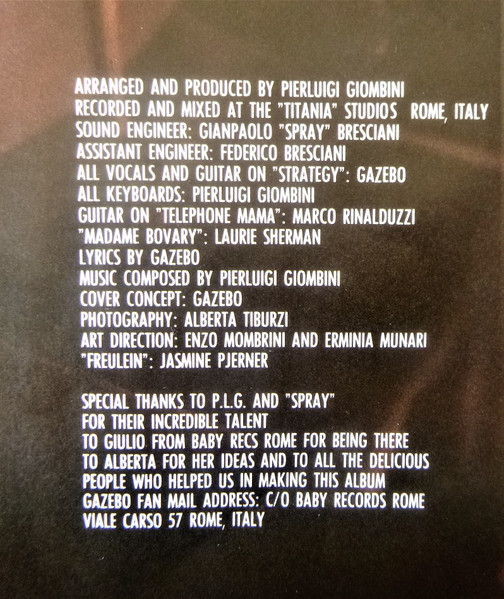 ARRANGED AND PRODUCED BY PIERLUIGI GIOMBINI
RECORDED AND MIXED AT THE "TITANIA" STUDIOS ROME, ITALY
SOUND ENGINEER: GIANPAOLO "SPRAY" BRESCIANI
ASSISTANT ENGINEER: FEDERICO BRESCIANI
ALL VOCALS AND GUITAR ON "STRATEGY": GAZEBO
ALL KEYBOARDS: PIERLUIGI GIOMBINI
GUITAR ON "TELEPHONE MAMA": MARCO RINALDUZZI
"MADAME BOVARY": LAURIE SHERMAN
LYRICS BY GAZEBO
MUSIC COMPOSED BY PIERLUIGI GIOMBINI
COVER CONCEPT: GAZEBO
PHOTOGRAPHY: ALBERTA TIBURZI
ART DIRECTION: ENZO MOMBRINI AND ERMINIA MUNARI
"FREULEIN": JASMINE PJERNER
SPECIAL THANKS TO P.L.G. AND "SPRAY"
FOR THEIR INCREDIBLE TALENT
TO GIULIO FROM BABY RECS ROME FOR BEING THERE
TO ALBERTA FOR HER IDEAS AND TO ALL THE DELICIOUS
PEOPLE WHO HELPED US IN MAKING THIS ALBUM
GAZEBO FAN MAIL ADDRESS: C/O BABY RECORDS ROME
VIALE CARSO 57 ROME, ITALY